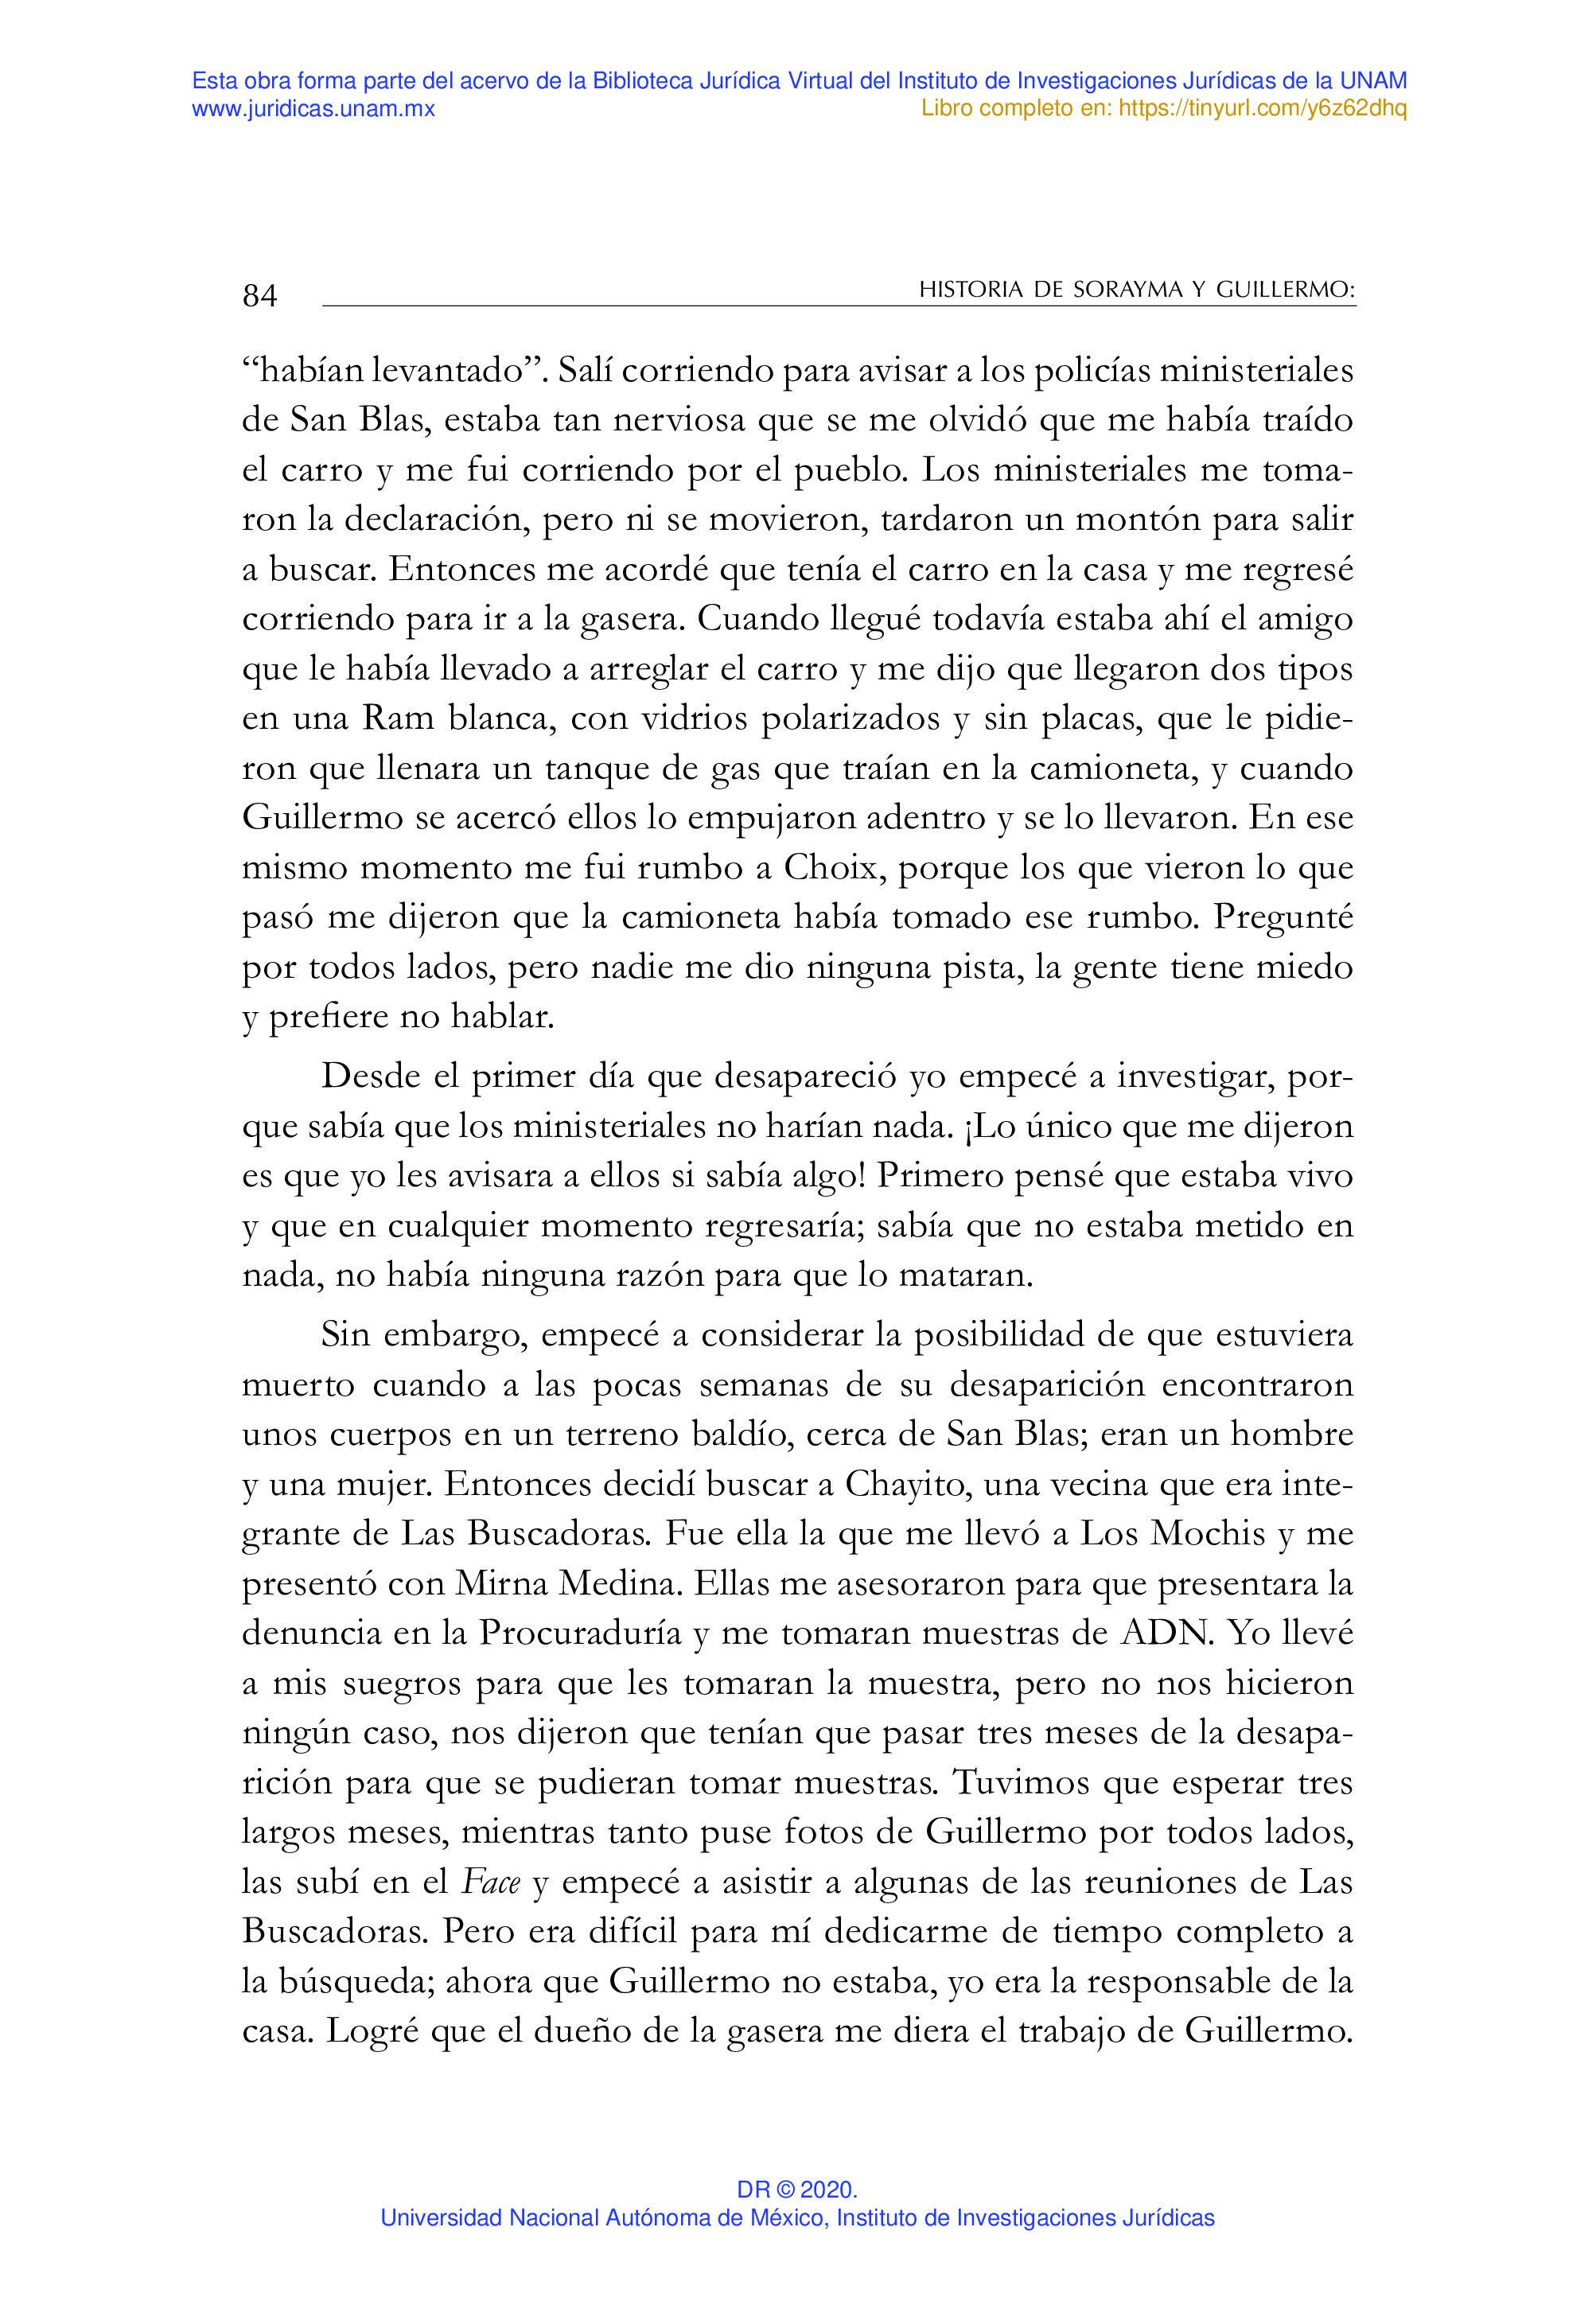 Esta obra forma parte del acervo de la Biblioteca Jurídica Virtual del Instituto de Investigaciones Jurídicas de la UNAM
www.juridicas.unam.mx
Libro completo en: https://tinyurl.com/y6z62dhq
84
HISTORIA DE SORAYMA Y GUILLERMO:
“habían levantado”. Salí corriendo para avisar a los policías ministeriales
de San Blas, estaba tan nerviosa que se me olvidó que me había traído
el carro y me fui corriendo por el pueblo. Los ministeriales me toma-
ron la declaración, pero ni se movieron, tardaron un montón para salir
a buscar. Entonces me acordé que tenía el carro en la casa y me regresé
corriendo para ir a la gasera. Cuando llegué todavía estaba ahí el amigo
que le había llevado a arreglar el carro y me dijo que llegaron dos tipos
en una Ram blanca, con vidrios polarizados y sin placas, que le pidie-
ron que llenara un tanque de gas que traían en la camioneta, y cuando
Guillermo se acercó ellos lo empujaron adentro y se lo llevaron. En ese
mismo momento me fui rumbo a Choix, porque los que vieron lo que
pasó me dijeron que la camioneta había tomado ese rumbo. Pregunté
por todos lados, pero nadie me dio ninguna pista, la gente tiene miedo
y prefiere no hablar.
Desde el primer día que desapareció yo empecé a investigar, por-
que sabía que los ministeriales no harían nada. ¡Lo único que me dijeron
es que yo les avisara a ellos si sabía algo! Primero pensé que estaba vivo
y que en cualquier momento regresaría; sabía que no estaba metido en
nada, no había ninguna razón para que lo mataran.
Sin embargo, empecé a considerar la posibilidad de que estuviera
muerto cuando a las pocas semanas de su desaparición encontraron
unos cuerpos en un terreno baldío, cerca de San Blas; eran un hombre
y una mujer. Entonces decidí buscar a Chayito, una vecina que era inte-
grante de Las Buscadoras. Fue ella la que me llevó a Los Mochis y me
presentó con Mirna Medina. Ellas me asesoraron para que presentara la
denuncia en la Procuraduría y me tomaran muestras de ADN. Yo llevé
a mis suegros para que les tomaran la muestra, pero no nos hicieron
ningún caso, nos dijeron que tenían que pasar tres meses de la desapa-
rición para que se pudieran tomar muestras. Tuvimos que esperar tres
largos meses, mientras tanto puse fotos de Guillermo por todos lados,
las subí en el Face y empecé a asistir a algunas de las reuniones de Las
Buscadoras. Pero era difícil para mí dedicarme de tiempo completo a
la búsqueda; ahora que Guillermo no estaba, yo era la responsable de la
casa. Logré que el dueño de la gasera me diera el trabajo de Guillermo.
DR © 2020.
Universidad Nacional Autónoma de México, Instituto de Investigaciones Jurídicas